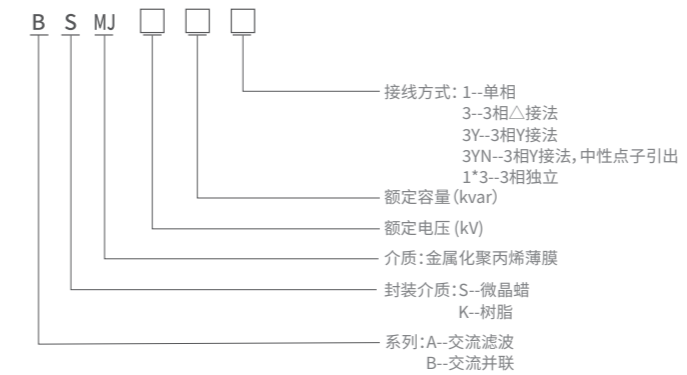 B S MJ □ □ □
接线方式：1--单相
3--3相△接法
3Y--3相Y接法
3YN--3相Y接法，中性点子引出
1*3--3相独立
额定容量（kvar）
额定电压 (kV)
介质：金属化聚丙烯薄膜
封装介质：S--微晶蜡
K--树脂
系列：A--交流滤波
B--交流并联